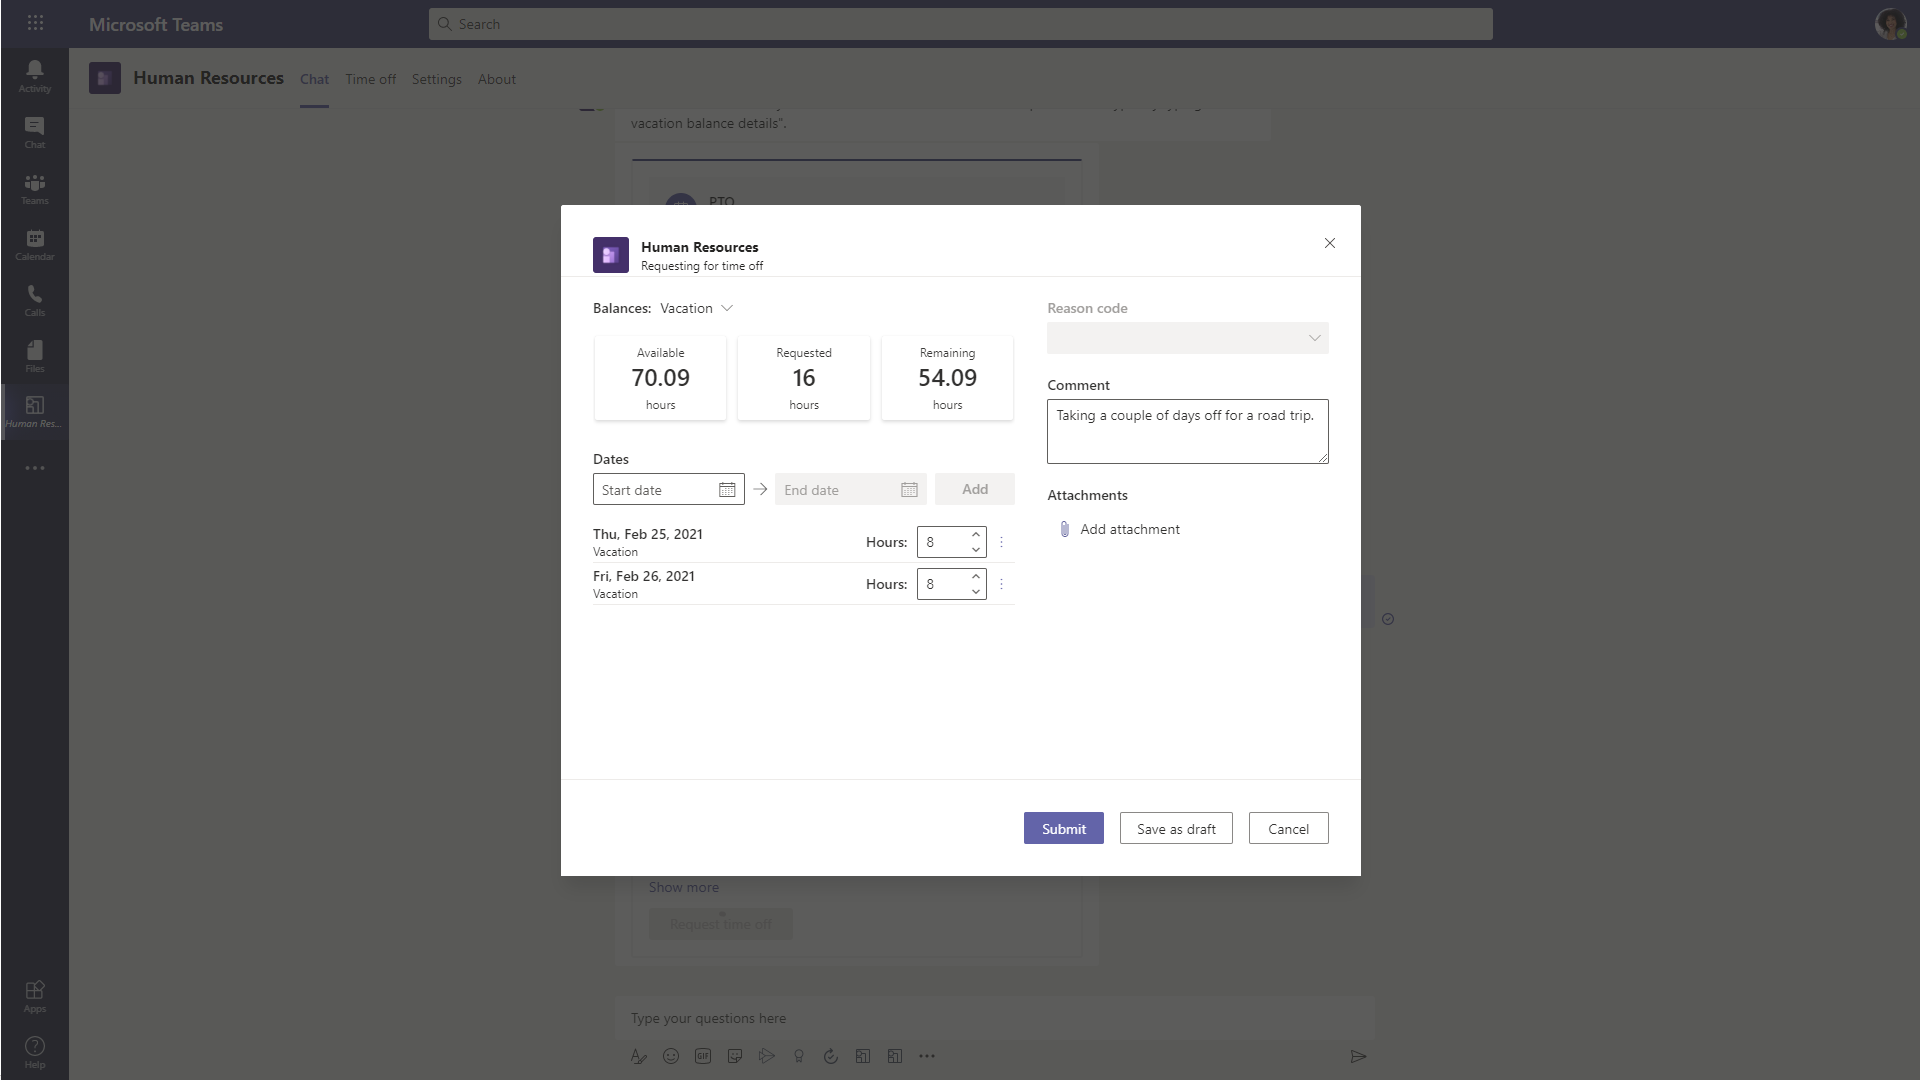 Microsoft Teams
Search
Activity
Chat
Teams
Calendar
Calls
Files
Human Res...
Apps
Help
Human Resources
Chat
Time off
Settings
About
vacation balance details".
PTO
Human Resources
Requesting for time off
Balances: Vacation
Available
70.09
hours
Requested
16
hours
Remaining
54.09
hours
Dates
Start date
End date
Add
Thu, Feb 25, 2021
Vacation
Hours: 8
Fri, Feb 26, 2021
Vacation
Hours: 8
Reason code
Comment
Taking a couple of days off for a road trip.
Attachments
Add attachment
Submit
Save as draft
Cancel
Show more
Request time off
Type your questions here
GIF